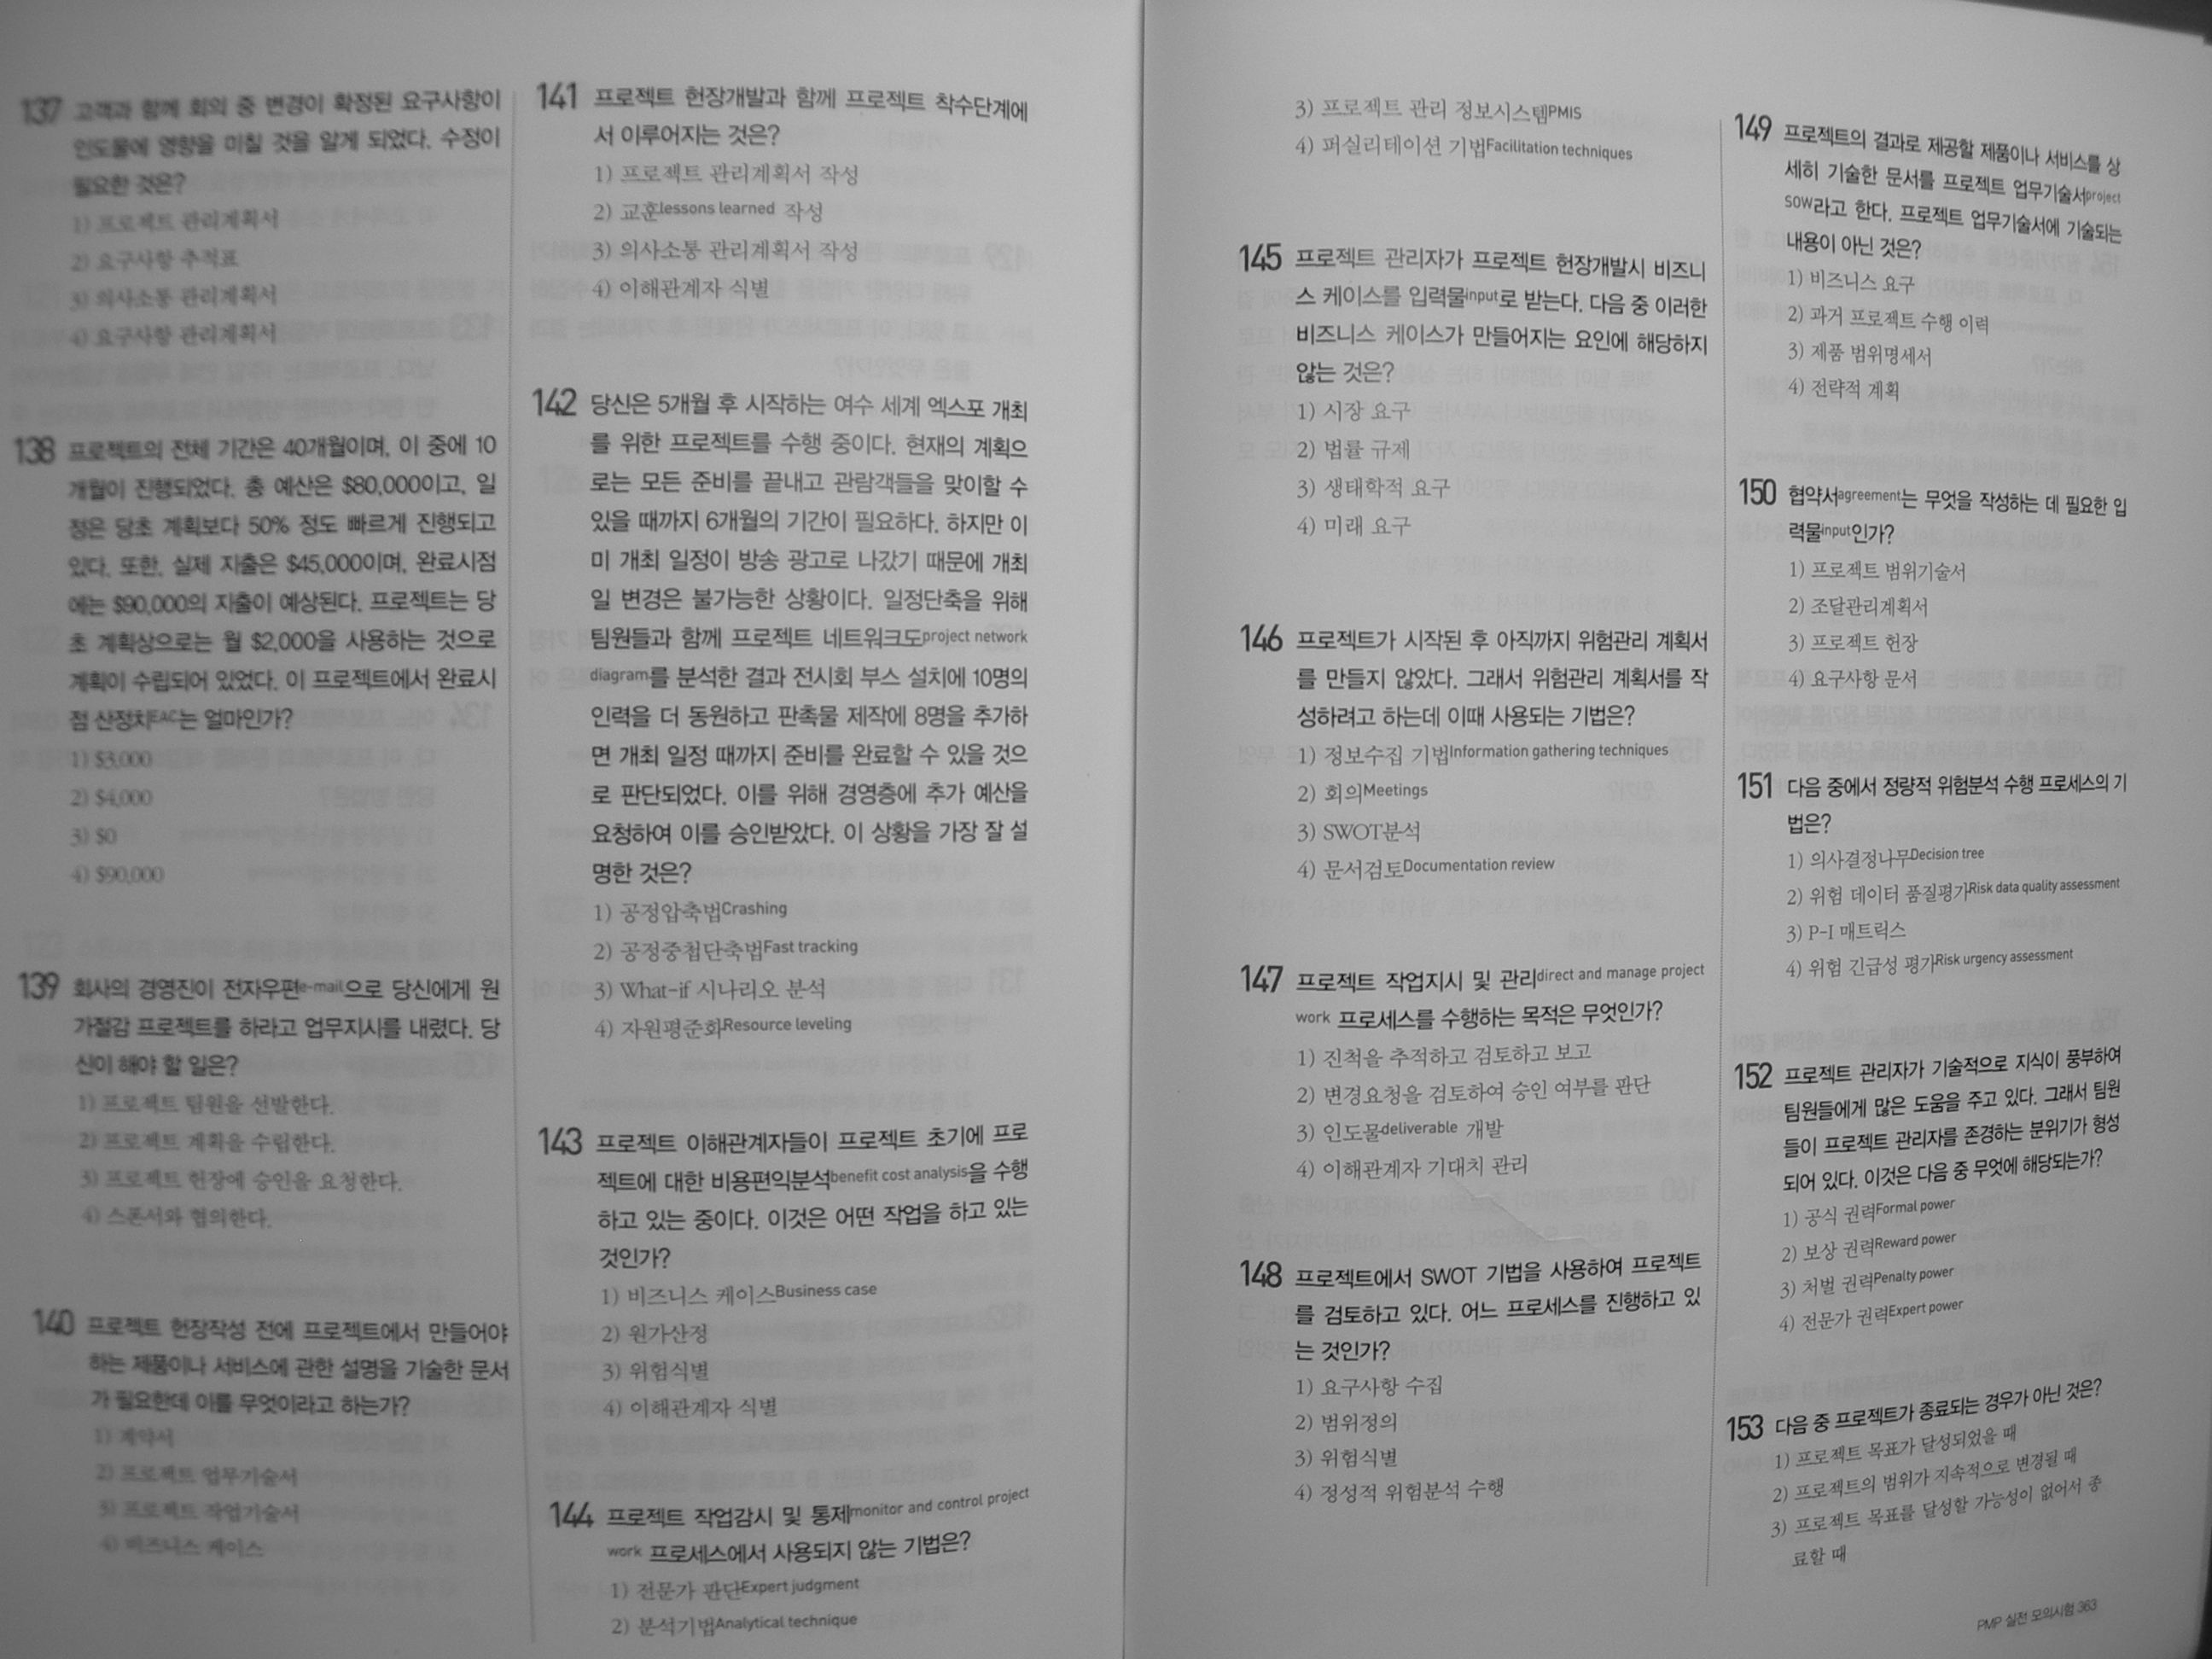 137 고객과 함께 회의 중 변경이 확정된 요구사항이
인도물에 영향을 미칠 것을 알게 되었다. 수정이
필요한 것은?
1) 프로젝트 관리계획서
2) 요구사항 추적표
3) 의사소통 관리계획서
4) 요구사항 관리계획서
138 프로젝트의 전체 기간은 40개월이며, 이 중에 10
개월이 진행되었다. 총 예산은 $80,000이고, 일
정은 당초 계획보다 50% 정도 빠르게 진행되고
있다. 또한, 실제 지출은 $45,000이며, 완료시점
에는 $90,000의 지출이 예상된다. 프로젝트는 당
초 계획상으로는 월 $2,000을 사용하는 것으로
계획이 수립되어 있었다. 이 프로젝트에서 완료시
점 산정치EAC는 얼마인가?
1) $3,000
2) $4,000
3) $0
4) $90,000
139 회사의 경영진이 전자우편e-mail으로 당신에게 원
가절감 프로젝트를 하라고 업무지시를 내렸다. 당
신이 해야 할 일은?
1) 프로젝트 팀원을 선발한다.
2) 프로젝트 계획을 수립한다.
3) 프로젝트 헌장에 승인을 요청한다.
4) 스폰서와 협의한다.
140 프로젝트 헌장작성 전에 프로젝트에서 만들어야
하는 제품이나 서비스에 관한 설명을 기술한 문서
가 필요한데 이를 무엇이라고 하는가?
1) 계약서
2) 프로젝트 업무기술서
3) 프로젝트 작업기술서
4) 비즈니스 케이스
141 프로젝트 헌장개발과 함께 프로젝트 착수단계에
서 이루어지는 것은?
1) 프로젝트 관리계획서 작성
2) 교훈lessons learned 작성
3) 의사소통 관리계획서 작성
4) 이해관계자 식별
142 당신은 5개월 후 시작하는 여수 세계 엑스포 개최
를 위한 프로젝트를 수행 중이다. 현재의 계획으
로는 모든 준비를 끝내고 관람객들을 맞이할 수
있을 때까지 6개월의 기간이 필요하다. 하지만 이
미 개최 일정이 방송 광고로 나갔기 때문에 개최
일 변경은 불가능한 상황이다. 일정단축을 위해
팀원들과 함께 프로젝트 네트워크도project network
diagram를 분석한 결과 전시회 부스 설치에 10명의
인력을 더 동원하고 판촉물 제작에 8명을 추가하
면 개최 일정 때까지 준비를 완료할 수 있을 것으
로 판단되었다. 이를 위해 경영층에 추가 예산을
요청하여 이를 승인받았다. 이 상황을 가장 잘 설
명한 것은?
1) 공정압축법Crashing
2) 공정중첩단축법Fast tracking
3) What-if 시나리오 분석
4) 자원평준화Resource leveling
143 프로젝트 이해관계자들이 프로젝트 초기에 프로
젝트에 대한 비용편익분석benefit cost analysis을 수행
하고 있는 중이다. 이것은 어떤 작업을 하고 있는
것인가?
1) 비즈니스 케이스Business case
2) 원가산정
3) 위험식별
4) 이해관계자 식별
144 프로젝트 작업감시 및 통제monitor and control project
work 프로세스에서 사용되지 않는 기법은?
1) 전문가 판단Expert judgment
2) 분석기법Analytical technique
3) 프로젝트 관리 정보시스템PMIS
4) 퍼실리테이션 기법Facilitation techniques
145 프로젝트 관리자가 프로젝트 헌장개발시 비즈니
스 케이스를 입력물input로 받는다. 다음 중 이러한
비즈니스 케이스가 만들어지는 요인에 해당하지
않는 것은?
1) 시장 요구
2) 법률 규제
3) 생태학적 요구
4) 미래 요구
146 프로젝트가 시작된 후 아직까지 위험관리 계획서
를 만들지 않았다. 그래서 위험관리 계획서를 작
성하려고 하는데 이때 사용되는 기법은?
1) 정보수집 기법Information gathering techniques
2) 회의Meetings
3) SWOT분석
4) 문서검토Documentation review
147 프로젝트 작업지시 및 관리direct and manage project
work 프로세스를 수행하는 목적은 무엇인가?
1) 진척을 추적하고 검토하고 보고
2) 변경요청을 검토하여 승인 여부를 판단
3) 인도물deliverable 개발
4) 이해관계자 기대치 관리
148 프로젝트에서 SWOT 기법을 사용하여 프로젝트
를 검토하고 있다. 어느 프로세스를 진행하고 있
는 것인가?
1) 요구사항 수집
2) 범위정의
3) 위험식별
4) 정성적 위험분석 수행
149 프로젝트의 결과로 제공할 제품이나 서비스를 상
세히 기술한 문서를 프로젝트 업무기술서project
SOW라고 한다. 프로젝트 업무기술서에 기술되는
내용이 아닌 것은?
1) 비즈니스 요구
2) 과거 프로젝트 수행 이력
3) 제품 범위명세서
4) 전략적 계획
150 협약서agreement는 무엇을 작성하는 데 필요한 입
력물input인가?
1) 프로젝트 범위기술서
2) 조달관리계획서
3) 프로젝트 헌장
4) 요구사항 문서
151 다음 중에서 정량적 위험분석 수행 프로세스의 기
법은?
1) 의사결정나무Decision tree
2) 위험 데이터 품질평가Risk data quality assessment
3) P-I 매트릭스
4) 위험 긴급성 평가Risk urgency assessment
152 프로젝트 관리자가 기술적으로 지식이 풍부하여
팀원들에게 많은 도움을 주고 있다. 그래서 팀원
들이 프로젝트 관리자를 존경하는 분위기가 형성
되어 있다. 이것은 다음 중 무엇에 해당되는가?
1) 공식 권력Formal power
2) 보상 권력Reward power
3) 처벌 권력Penalty power
4) 전문가 권력Expert power
153 다음 중 프로젝트가 종료되는 경우가 아닌 것은?
1) 프로젝트 목표가 달성되었을 때
2) 프로젝트의 범위가 지속적으로 변경될 때
3) 프로젝트 목표를 달성할 가능성이 없어서 종
료할 때
PMP 실전 모의시험 363